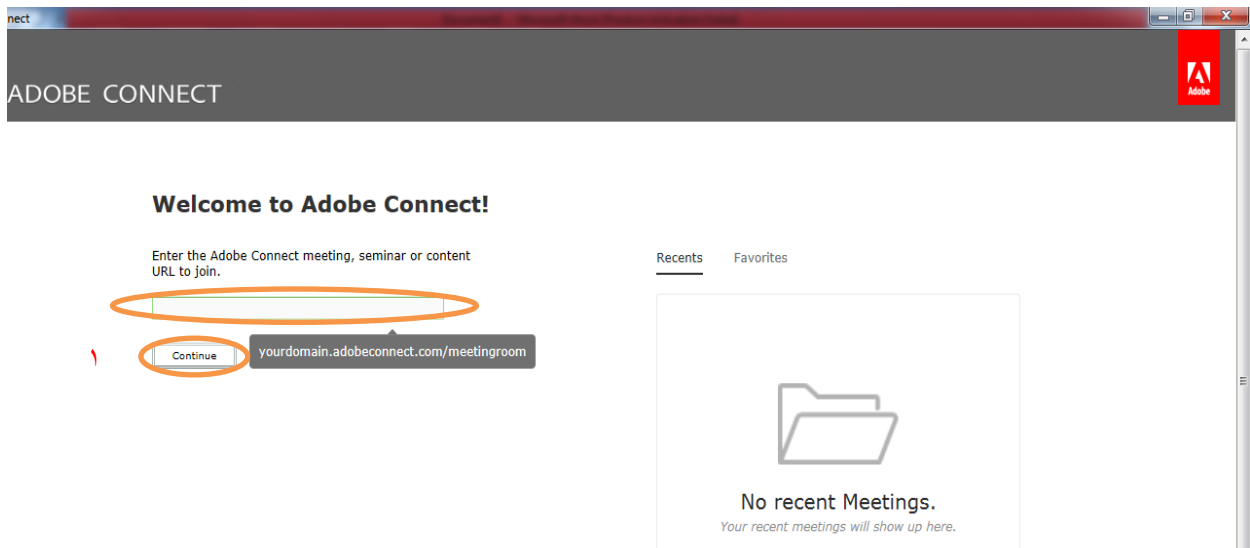 nect
ADOBE CONNECT
Adobe
Welcome to Adobe Connect!
Enter the Adobe Connect meeting, seminar or content
URL to join.
Continue
yourdomain.adobeconnect.com/meetingroom
Recents Favorites
No recent Meetings.
Your recent meetings will show up here.